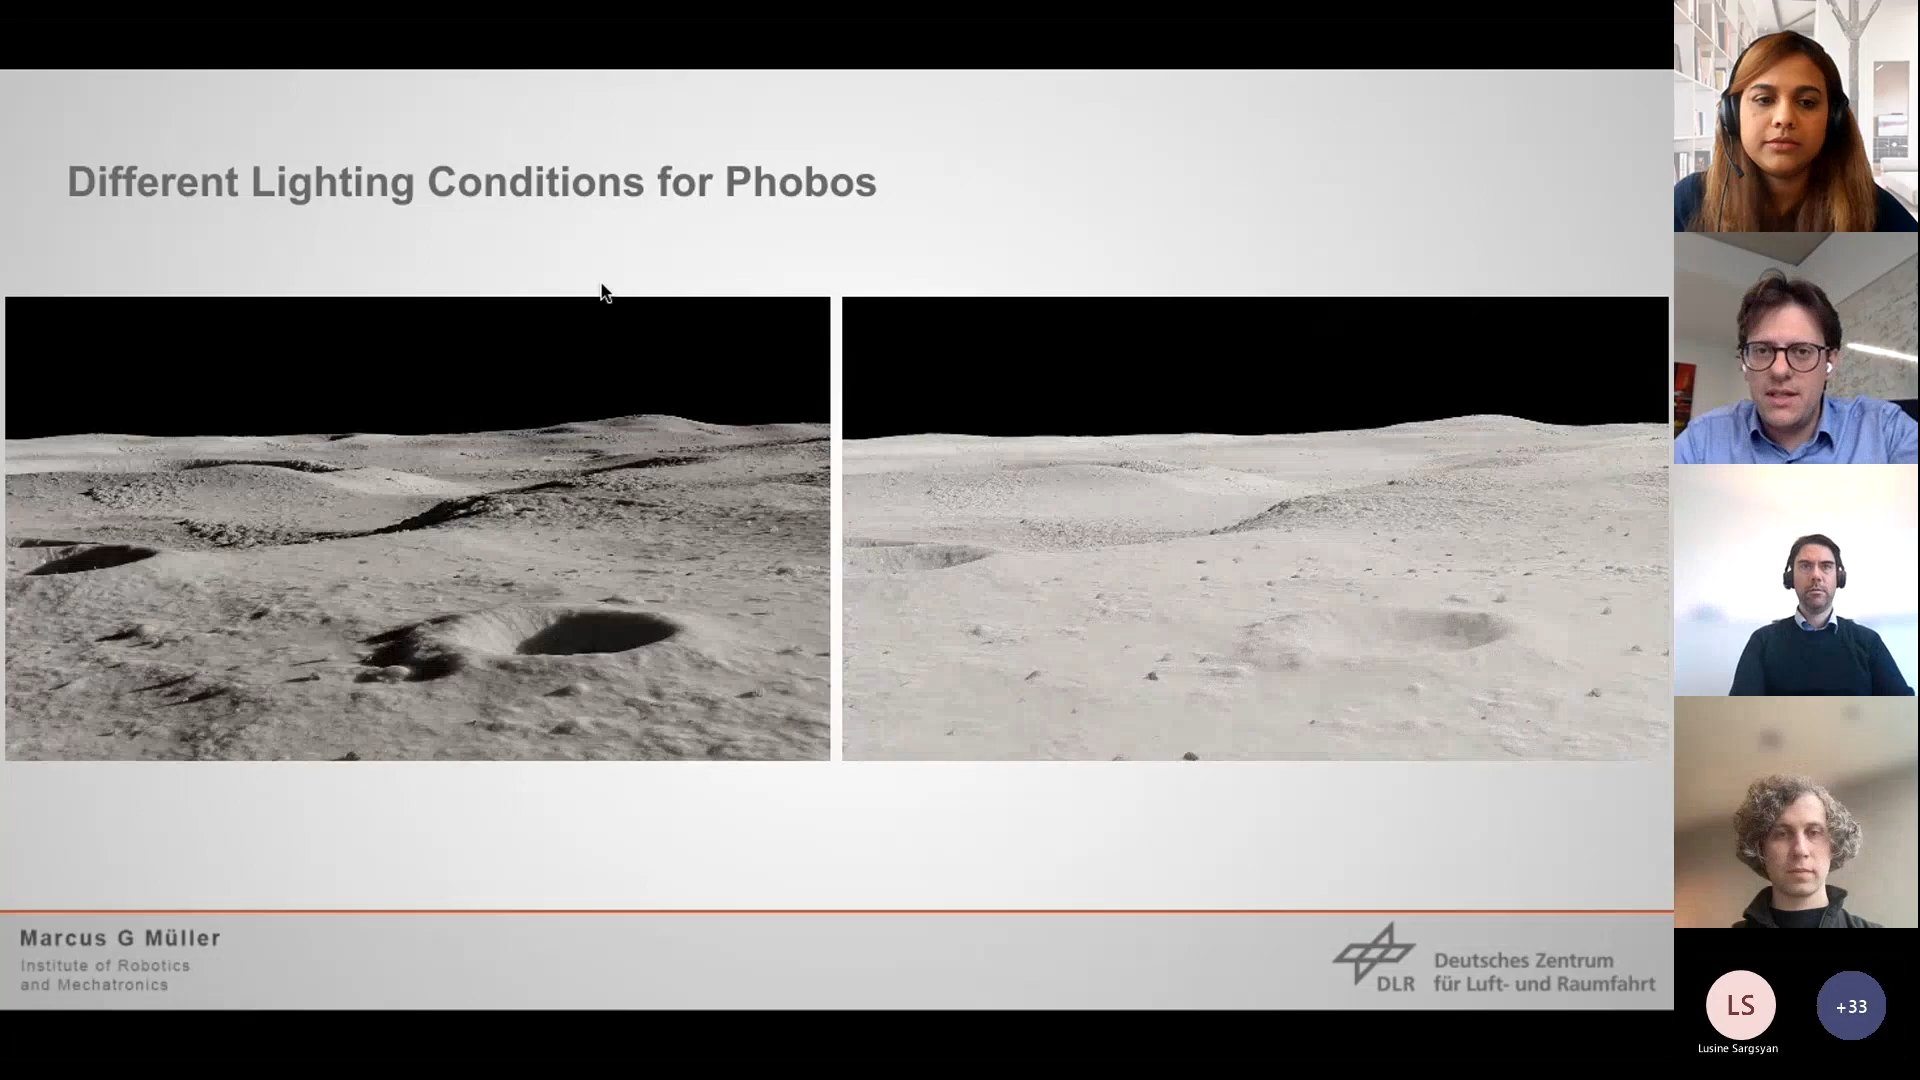 Different Lighting Conditions for Phobos
Marcus G Müller
Institute of Robotics
and Mechatronics
DLR
Deutsches Zentrum
für Luft- und Raumfahrt
LS
Lusine Sargsyan
+33